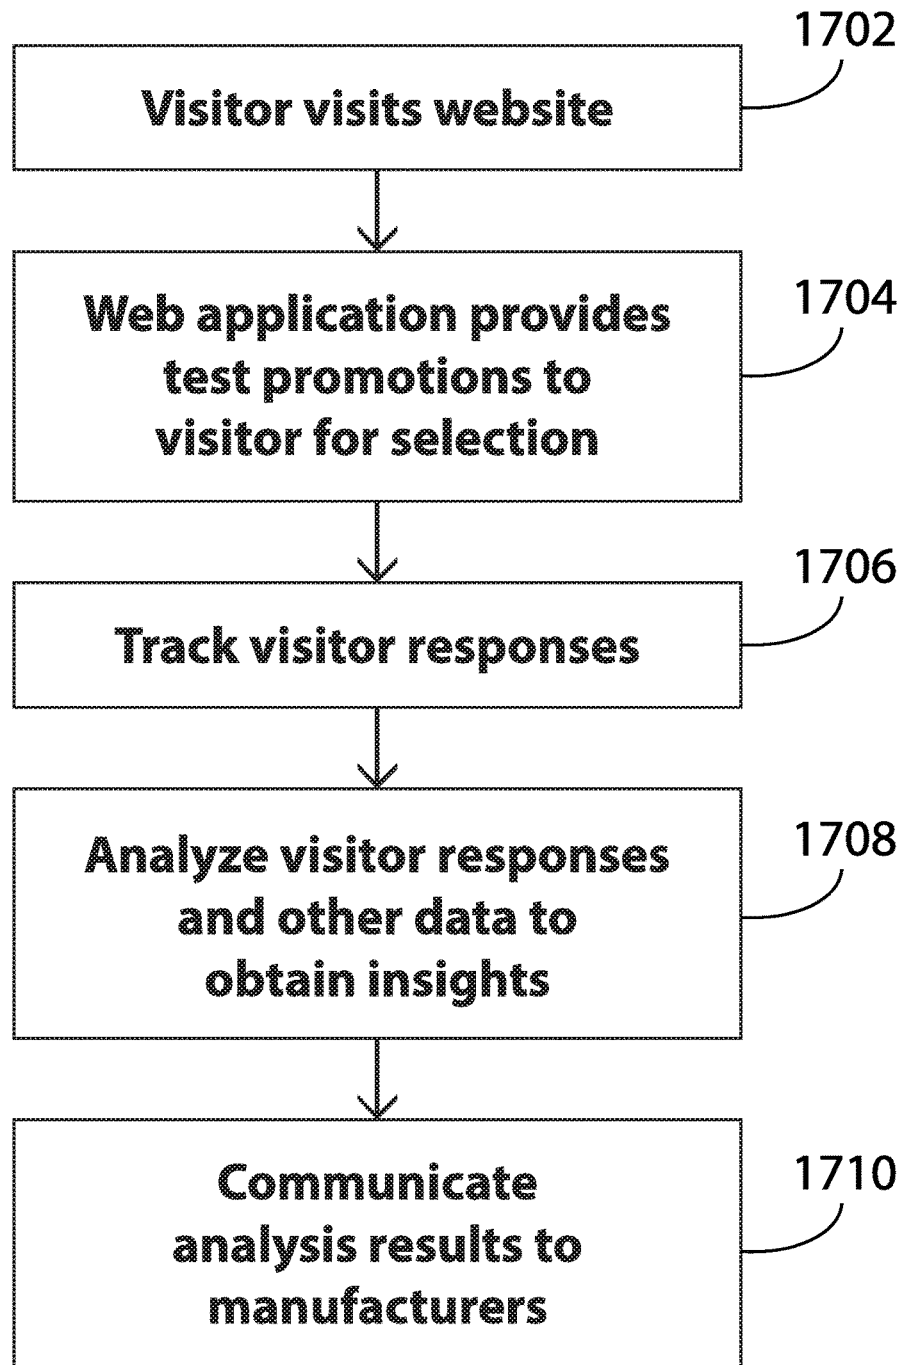 1702
Visitor visits website
1704
Web application provides
test promotions to
visitor for selection
1706
Track visitor responses
1708
Analyze visitor responses
and other data to
obtain insights
1710
Communicate
analysis results to
manufacturers